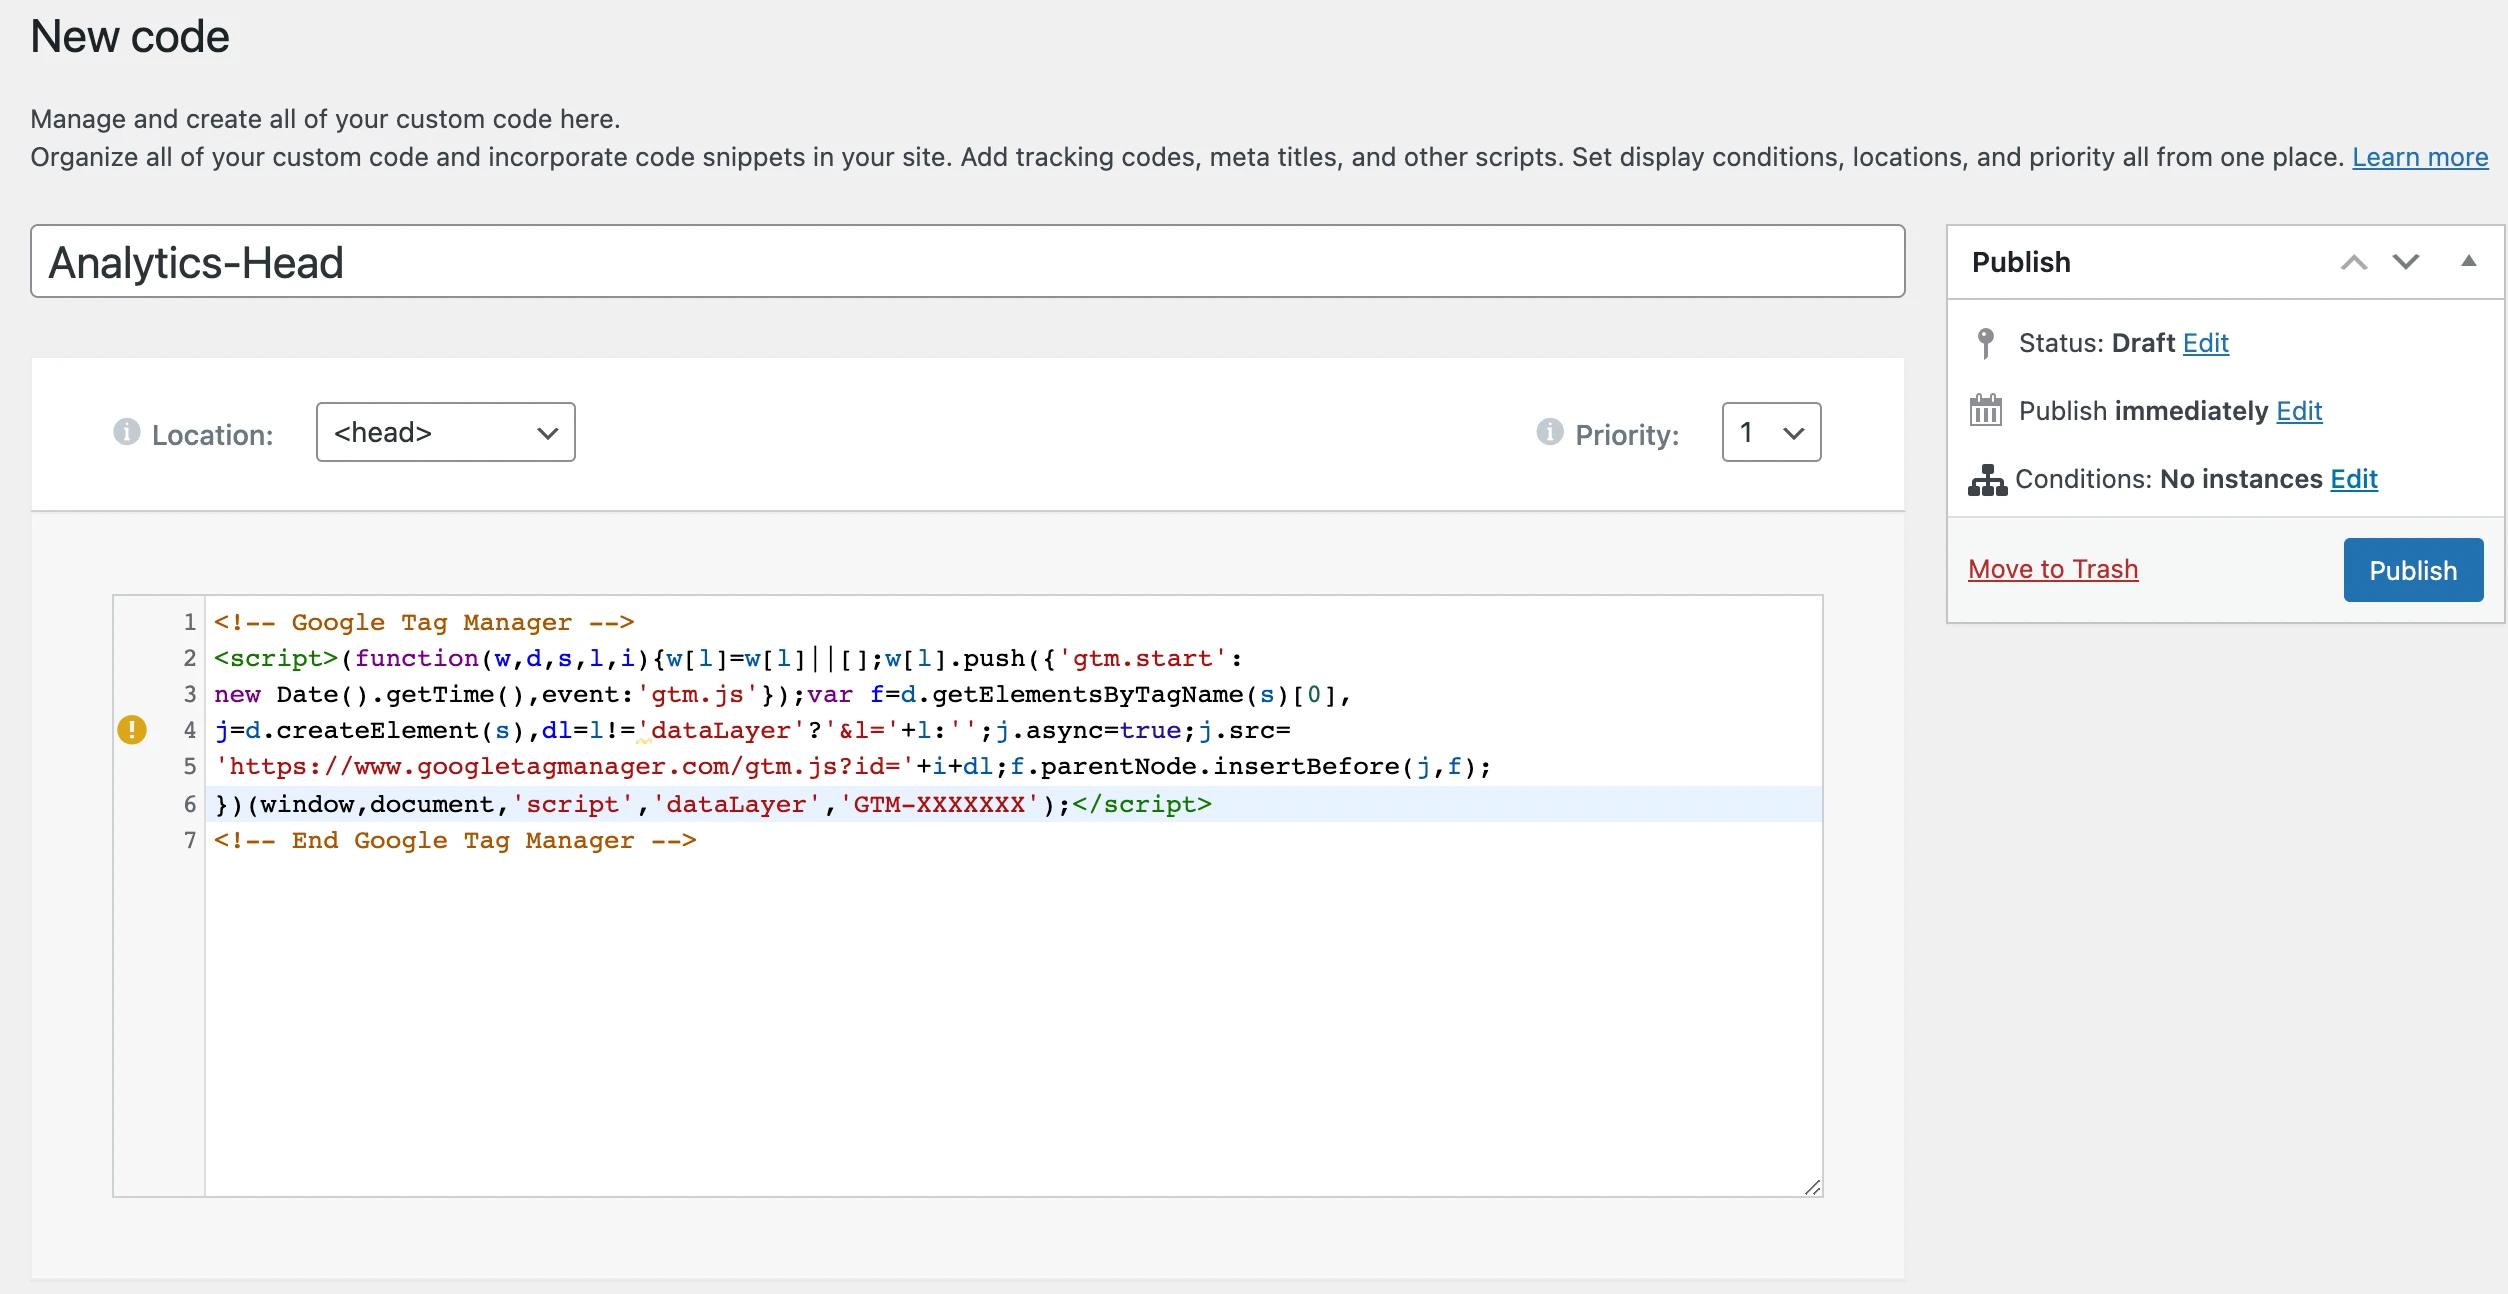 New code
Manage and create all of your custom code here.
Organize all of your custom code and incorporate code snippets in your site. Add tracking codes, meta titles, and other scripts. Set display conditions, locations, and priority all from one place. Learn more
Analytics-Head
Location: <head>
Priority: 1
1 <!-- Google Tag Manager -->
2 <script>(function(w,d,s,l,i){w[l]=w[l]||[];w[l].push({'gtm.start':
3 new Date().getTime(),event:'gtm.js'});var f=d.getElementsByTagName(s)[0],
4 j=d.createElement(s),dl=l!='dataLayer'?'&l='+l:'';j.async=true;j.src=
5 'https://www.googletagmanager.com/gtm.js?id='+i+dl;f.parentNode.insertBefore(j,f);
6 })(window,document,'script','dataLayer','GTM-XXXXXXX');</script>
7 <!-- End Google Tag Manager -->
Publish
Status: Draft Edit
Publish immediately Edit
Conditions: No instances Edit
Move to Trash
Publish